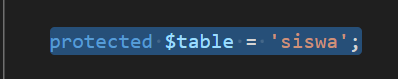 protected $table = 'siswa';